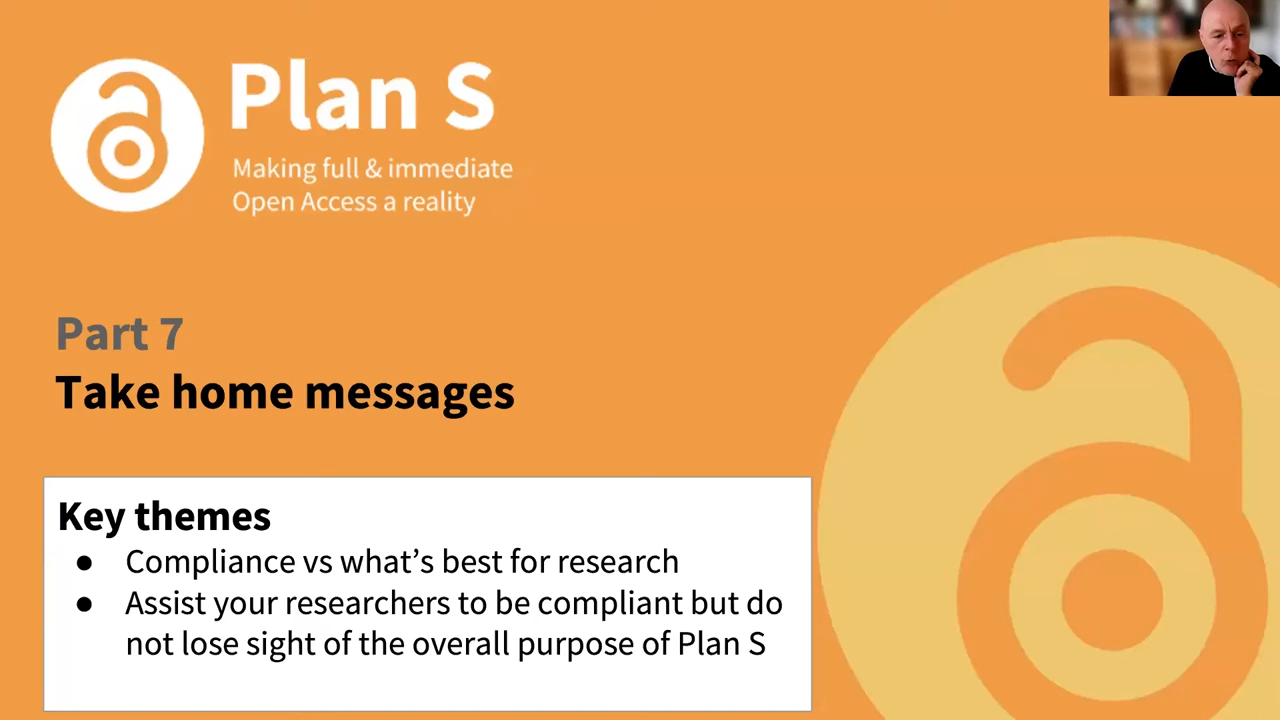 Plan S
Making full & immediate
Open Access a reality
Part 7
Take home messages
Key themes
● Compliance vs what’s best for research
● Assist your researchers to be compliant but do
not lose sight of the overall purpose of Plan S